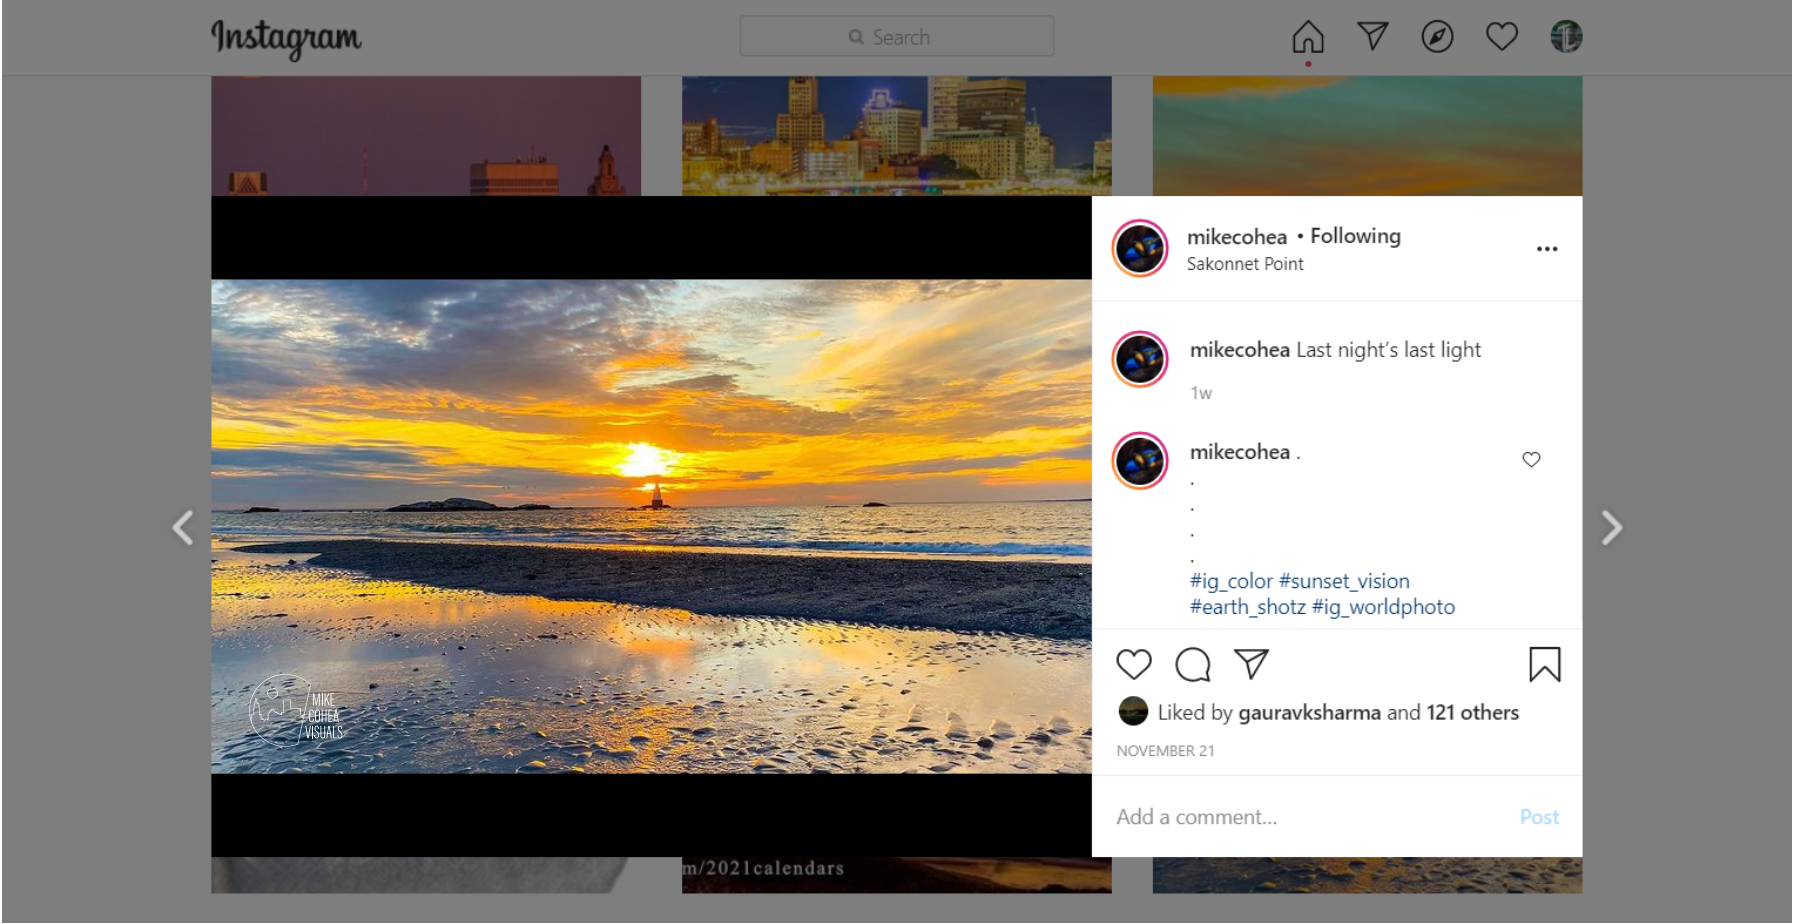 Instagram
Search
mikecohea • Following
Sakonnet Point
mikecohea Last night's last light
1w
mikecohea .
.
.
.
.
#ig_color #sunset_vision
#earth_shotz #ig_worldphoto
MIKE
COHEA
VISUALS
Liked by gauravksharma and 121 others
NOVEMBER 21
Add a comment...
Post
m/2021calendars